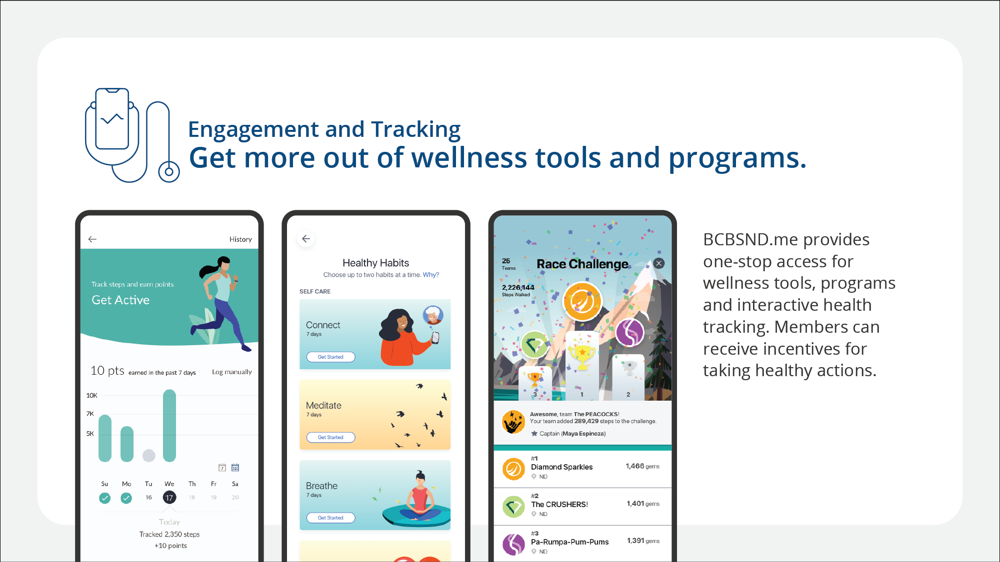 Engagement and Tracking
Get more out of wellness tools and programs.
History
Track steps and earn points
Get Active
10 pts earned in the past 7 days Log manually
10K
7K
5K
7
Su Mo Tu We Th Fr Sa
16 17 18 19 20
Today
Tracked 2,350 steps
+10 points
Healthy Habits
Choose up to two habits at a time. Why?
SELF CARE
Connect
7 days
Get Started
Meditate
7 days
Get Started
Breathe
7 days
Get Started
25
Teams
Race Challenge
2,226,144
Steps Walked
3 1 2
Awesome, team The PEACOCKS!
Your team added 289,429 steps to the challenge.
Captain (Maya Espinoza)
#1
Diamond Sparkles 1,466 gems
ND
#2
The CRUSHERS! 1,401 gems
ND
#3
Pa-Rumpa-Pum-Pums 1,391 gems
ND
BCBSND.me provides
one-stop access for
wellness tools, programs
and interactive health
tracking. Members can
receive incentives for
taking healthy actions.